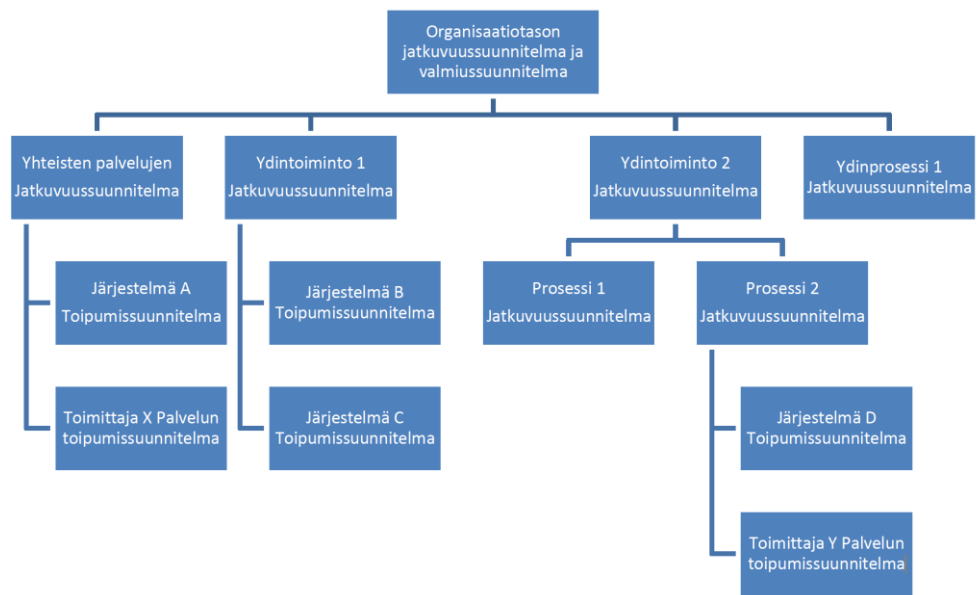 Organisaatiotason
jatkuvuussuunnitelma ja
valmiussuunnitelma
Yhteisten palvelujen
Jatkuvuussuunnitelma
Ydintoiminto 1
Jatkuvuussuunnitelma
Ydintoiminto 2
Jatkuvuussuunnitelma
Ydinprosessi 1
Jatkuvuussuunnitelma
Järjestelmä A
Toipumissuunnitelma
Järjestelmä B
Toipumissuunnitelma
Prosessi 1
Jatkuvuussuunnitelma
Prosessi 2
Jatkuvuussuunnitelma
Toimittaja X Palvelun
toipumissuunnitelma
Järjestelmä C
Toipumissuunnitelma
Järjestelmä D
Toipumissuunnitelma
Toimittaja Y Palvelun
toipumissuunnitelma